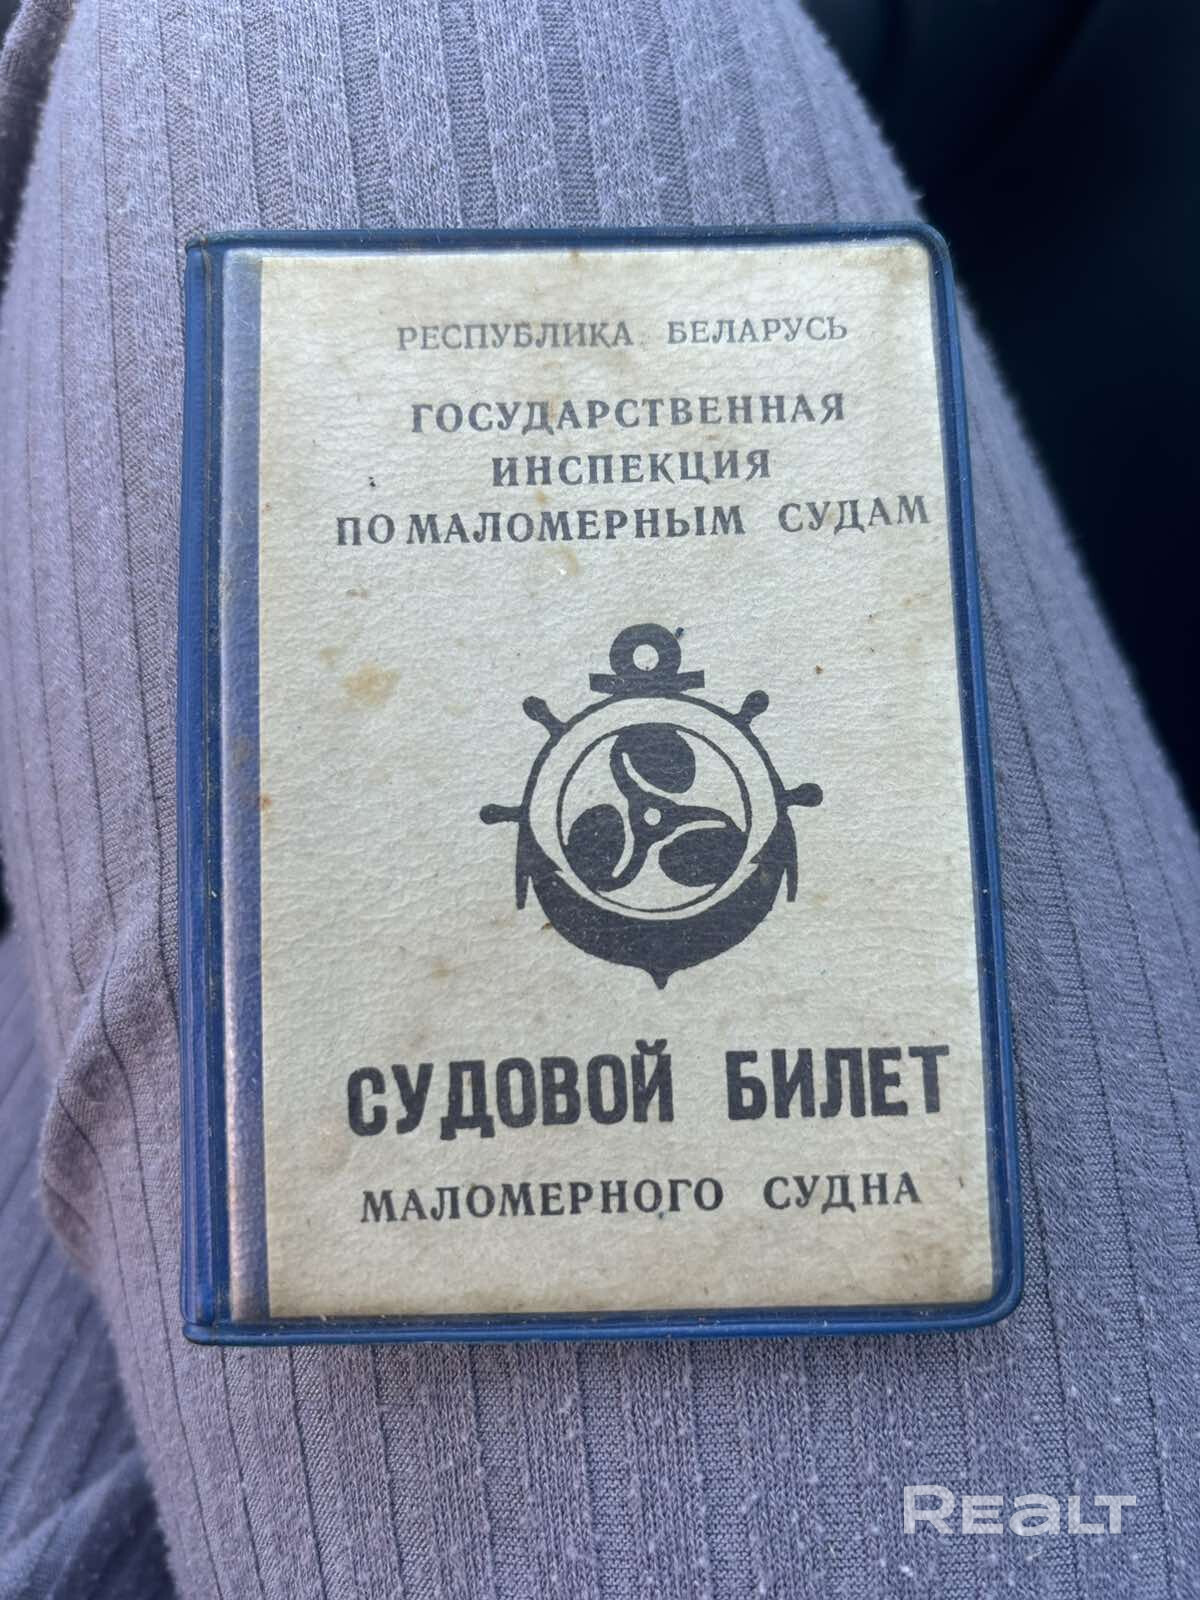 РЕСПУБЛИКА БЕЛАРУСЬ
ГОСУДАРСТВЕННАЯ
ИНСПЕКЦИЯ
ПО МАЛОМЕРНЫМ СУДАМ
СУДОВОЙ БИЛЕТ
МАЛОМЕРНОГО СУДНА
REALT